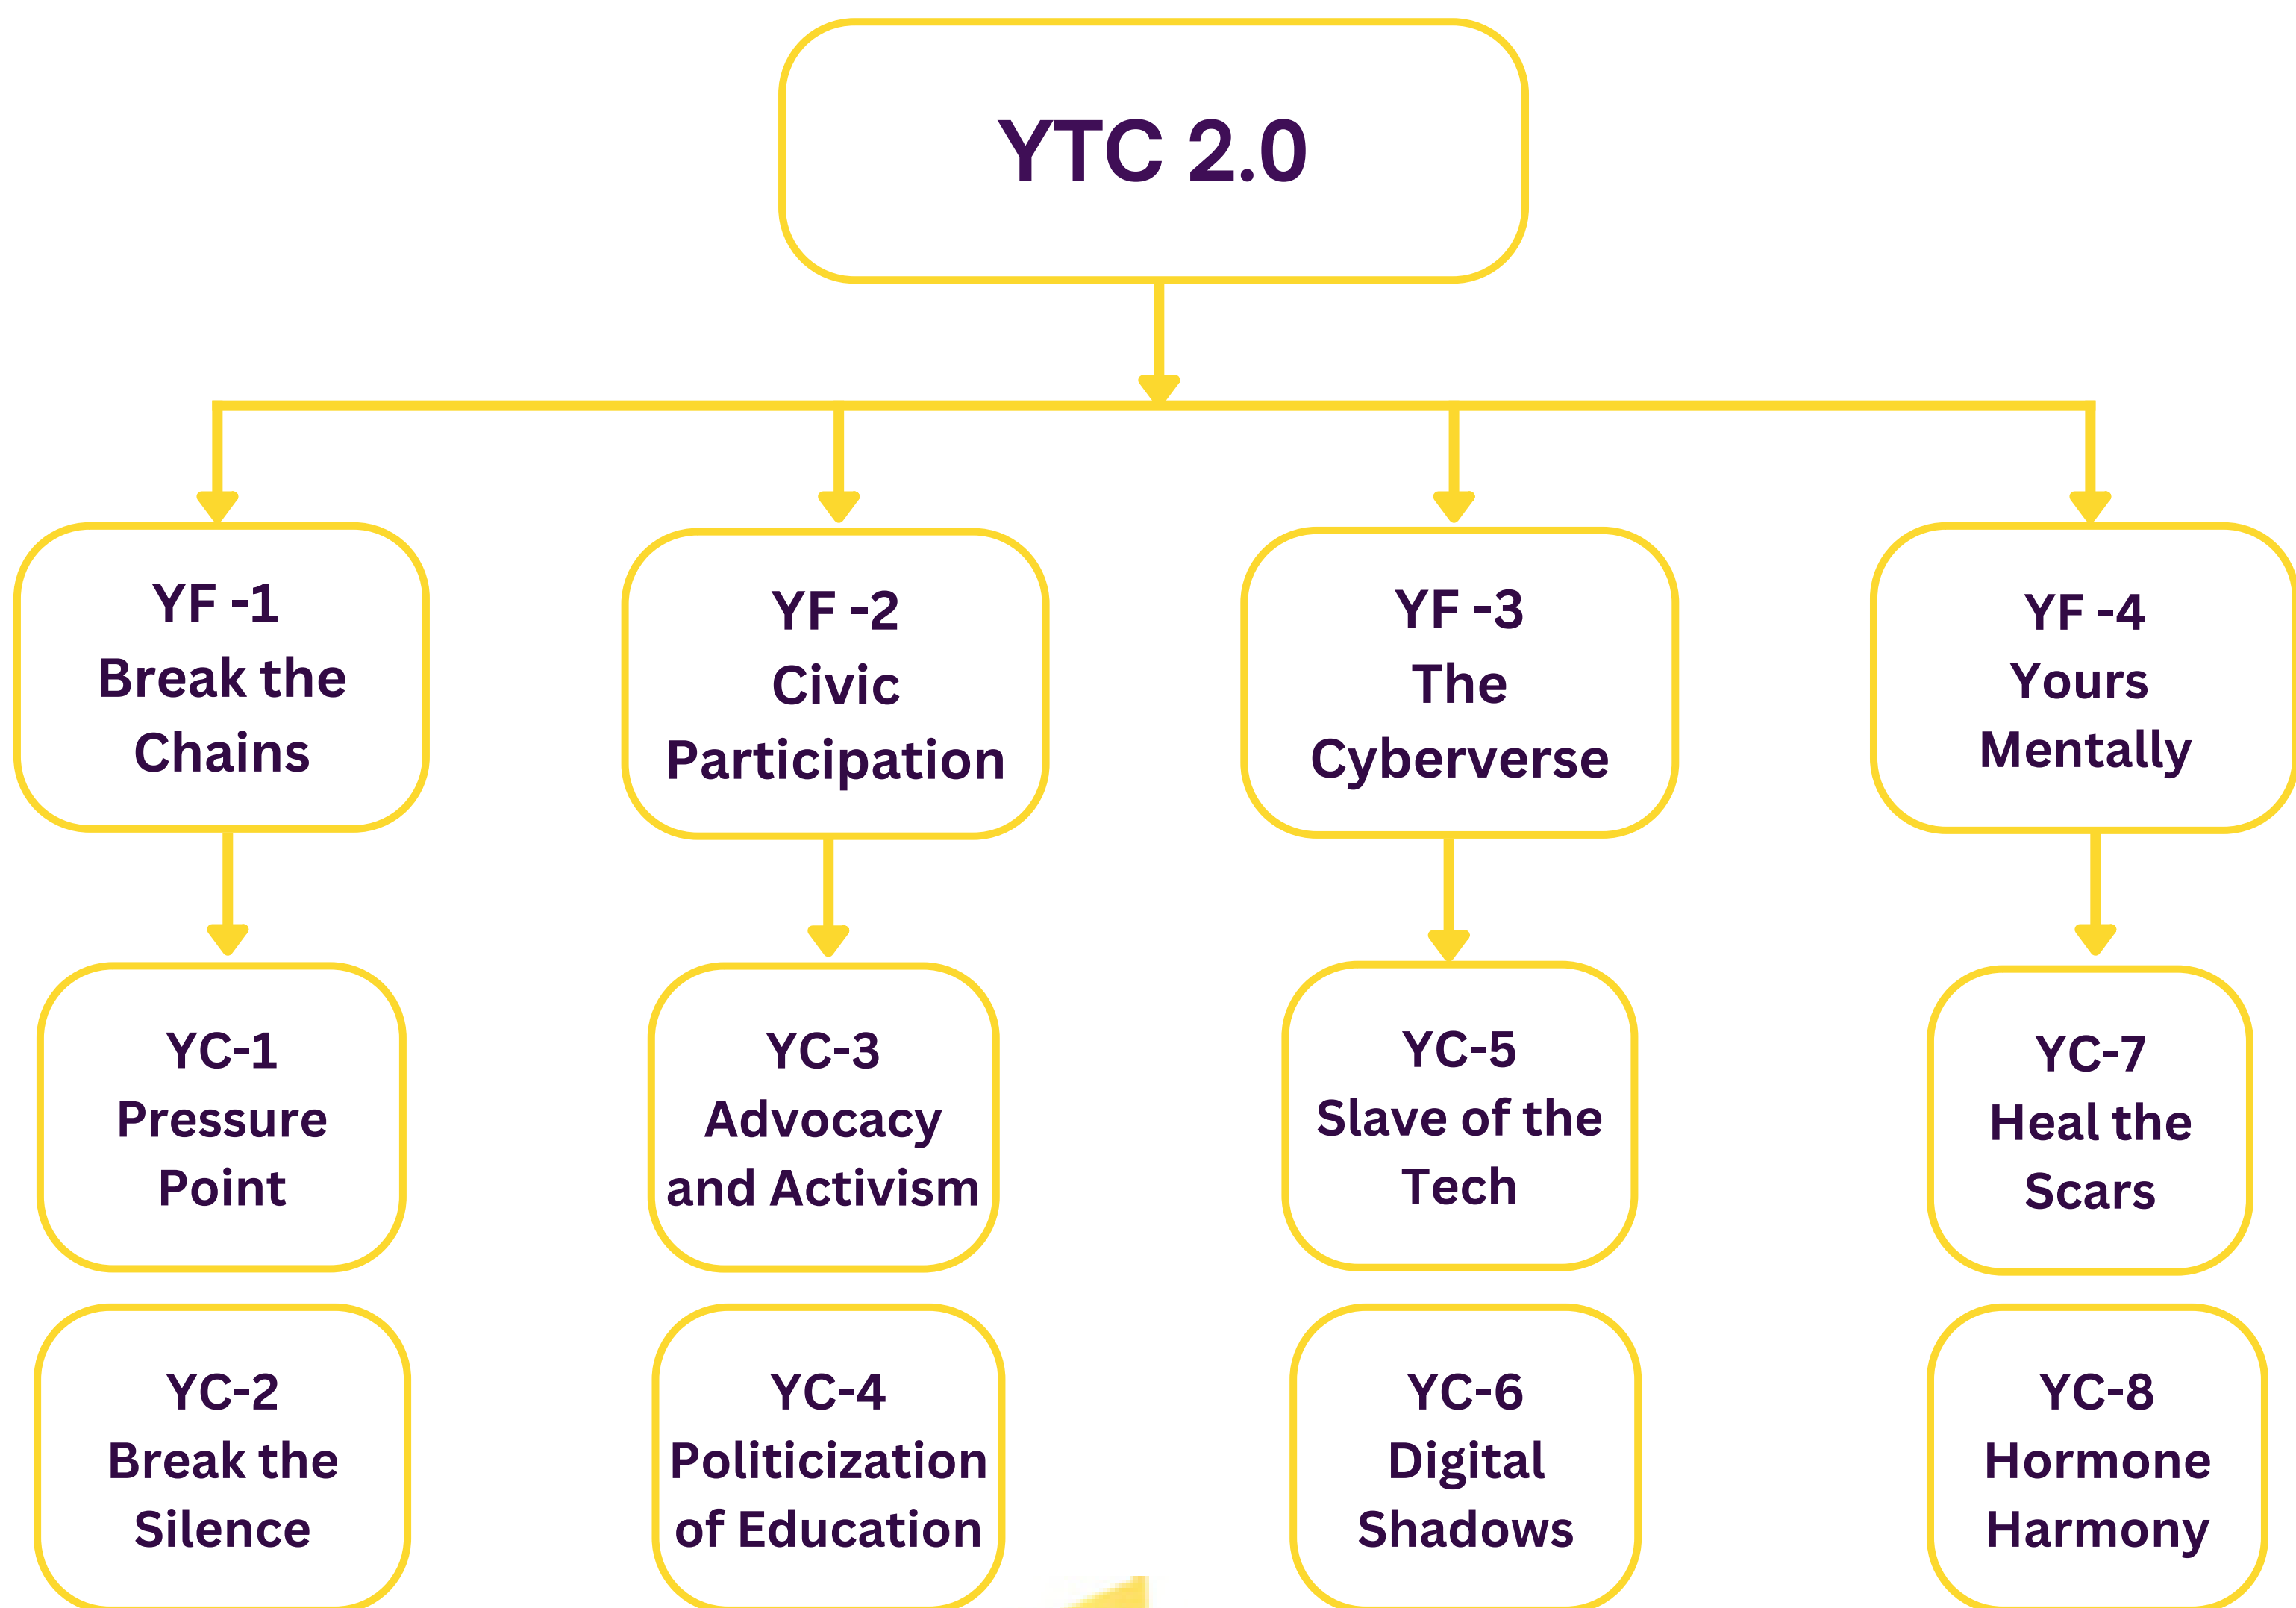 YTC 2.0
YF -1
Break the
Chains
YF -2
Civic
Participation
YF -3
The
Cyberverse
YF -4
Yours
Mentally
YC-1
Pressure
Point
YC-3
Advocacy
and Activism
YC-5
Slave of the
Tech
YC-7
Heal the
Scars
YC-2
Break the
Silence
YC-4
Politicization
of Education
YC-6
Digital
Shadows
YC-8
Hormone
Harmony